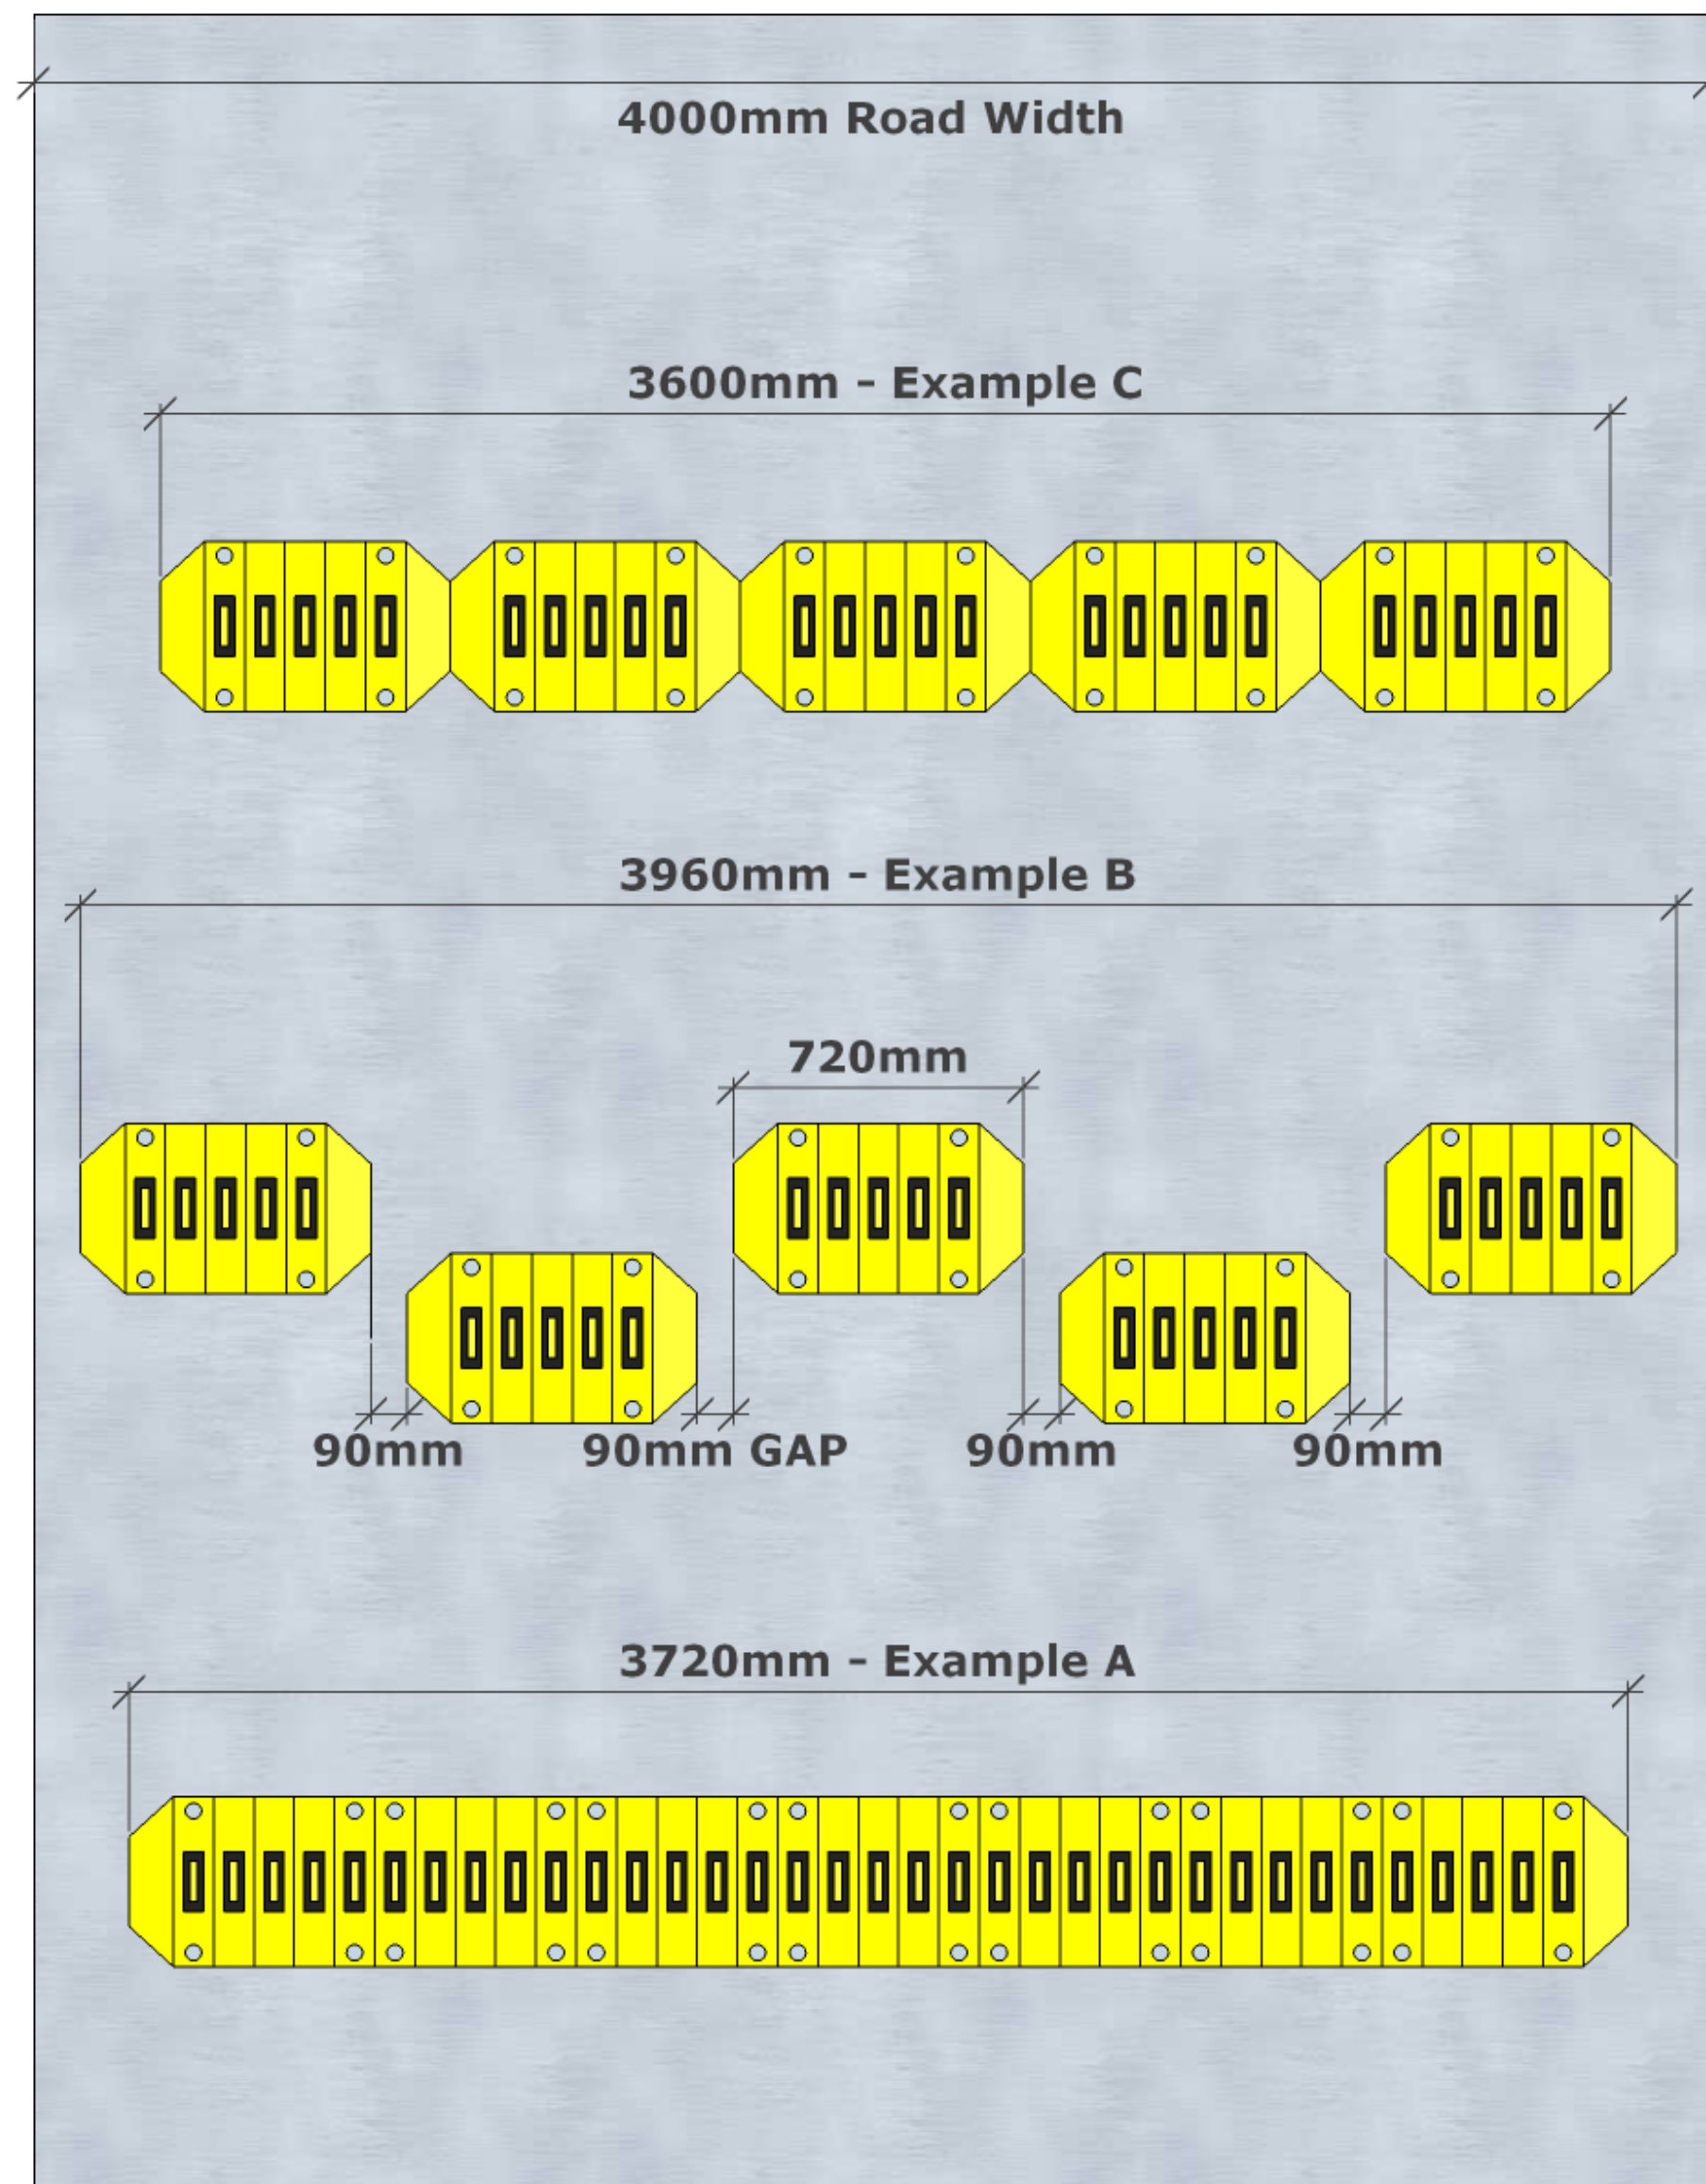 4000mm Road Width
3600mm – Example C
3960mm – Example B
720mm
90mm
90mm GAP
90mm
90mm
3720mm – Example A